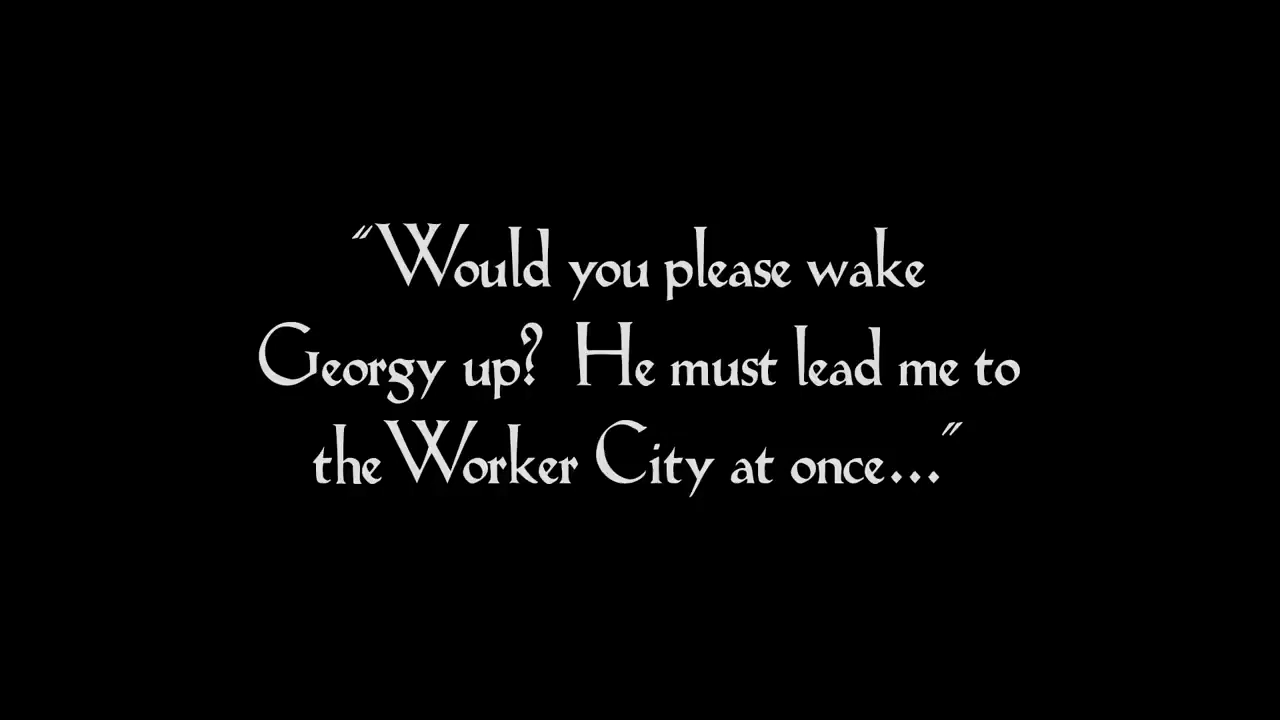 “Would you please wake
Georgy up?  He must lead me to
the Worker City at once...”